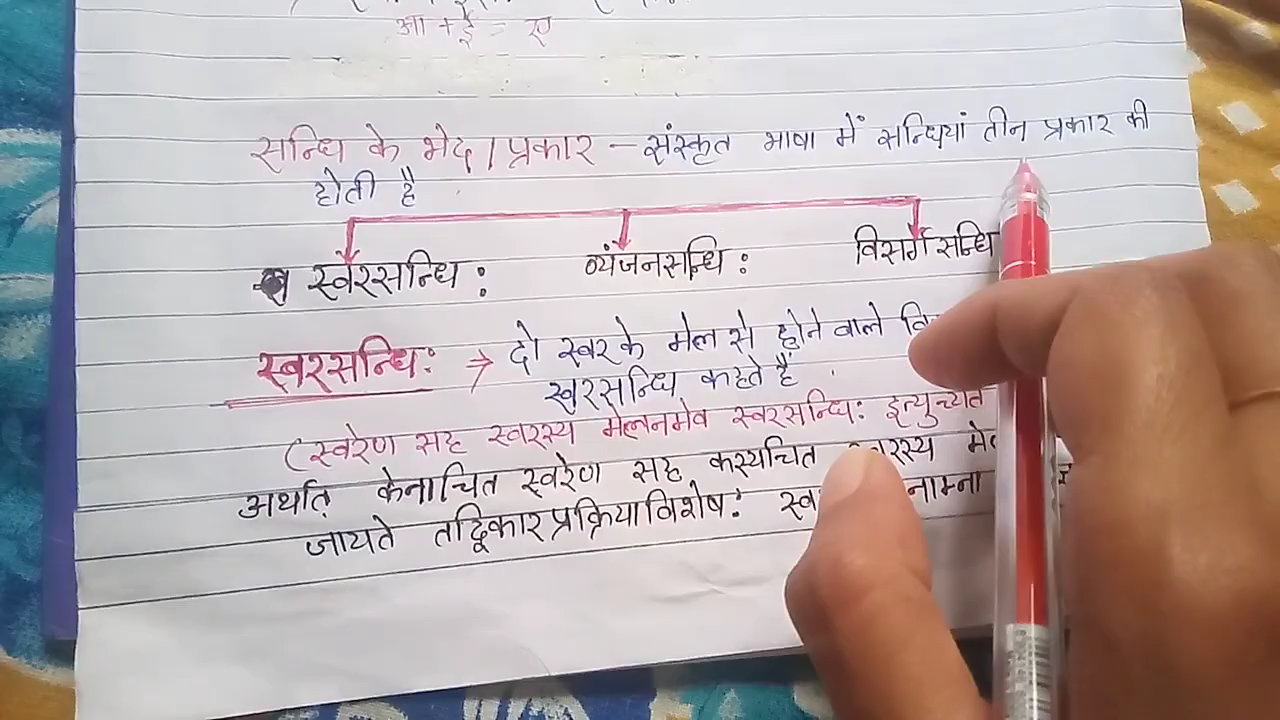 आ + ई = ए
सन्धि के भेद / प्रकार – संस्कृत भाषा में सन्धियां तीन प्रकार की
होती है
स्वरसन्धि : व्यंजनसन्धि : विसर्गसन्धि
स्वरसन्धि: → दो स्वर के मेल से होने वाले
स्वरसन्धि कहते हैं
(स्वरेण सह स्वरस्य मेलनमेव स्वरसन्धि: इत्युच्यत
अर्थात् केनाचित स्वरेण सह कस्यचित
जायते तद्विकारप्रक्रियाविशेष: नाम्ना